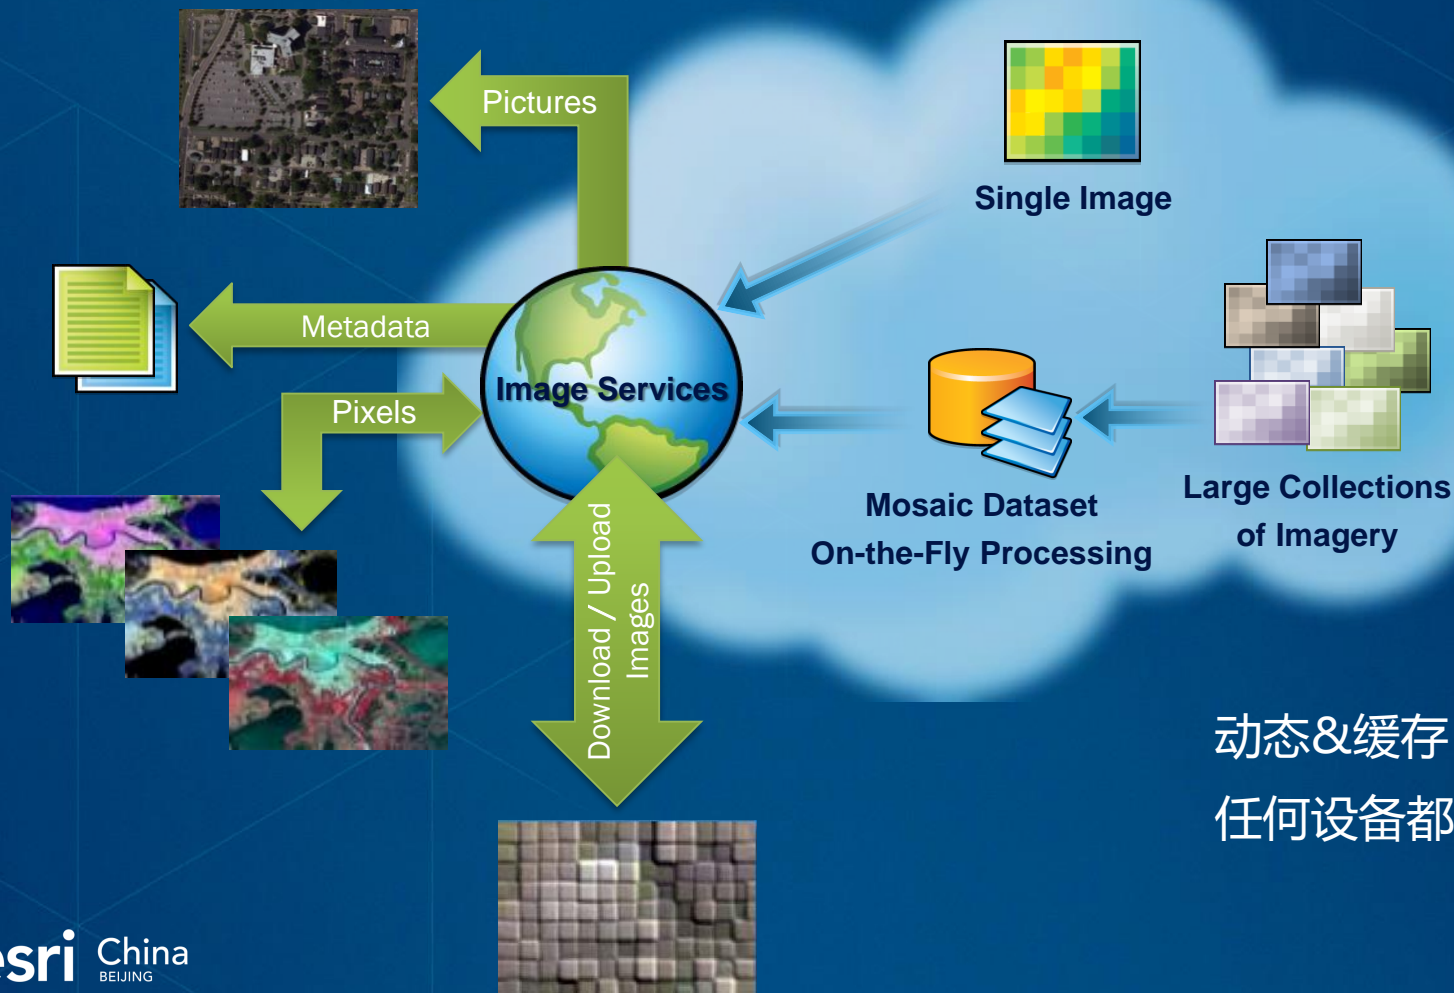 Pictures
Single Image
Metadata
Image Services
Pixels
Mosaic Dataset
On-the-Fly Processing
Large Collections
of Imagery
Download / Upload
Images
动态&缓存
任何设备都
esri China
BEIJING